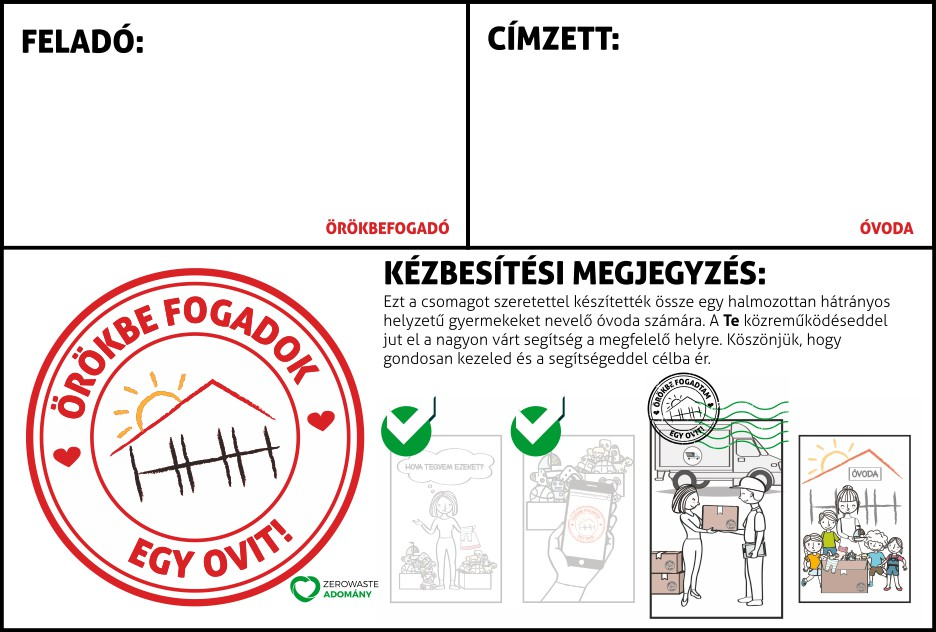 FELADÓ:
ÖRÖKBEFOGADÓ
CÍMZETT:
ÓVODA
ÖRÖKBE FOGADOK
EGY OVIT!
ZEROWASTE
ADOMÁNY
KÉZBESÍTÉSI MEGJEGYZÉS:
Ezt a csomagot szeretettel készítették össze egy halmozottan hátrányos
helyzetű gyermekeket nevelő óvoda számára. A Te közreműködéseddel
jut el a nagyon várt segítség a megfelelő helyre. Köszönjük, hogy
gondosan kezeled és a segítségeddel célba ér.
HOVA TEGYEM EZEKET?
ÖRÖKBE FOGADTAM
EGY OVIT!
ÓVODA